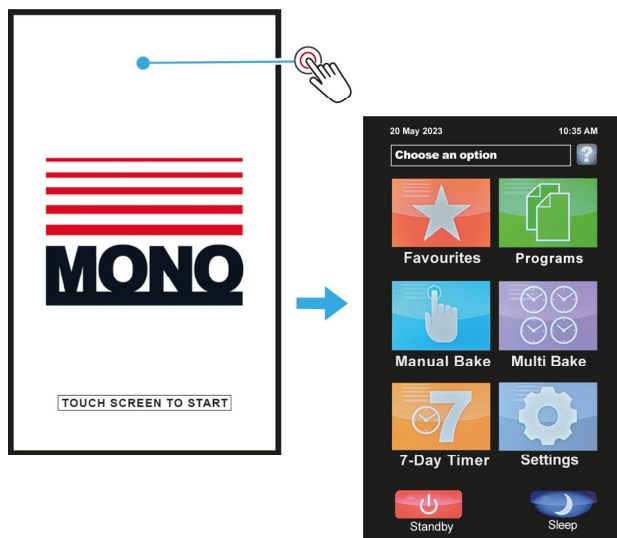 MONO
TOUCH SCREEN TO START
20 May 2023 10:35 AM
Choose an option ?
Favourites Programs
Manual Bake Multi Bake
7
7-Day Timer Settings
Standby Sleep